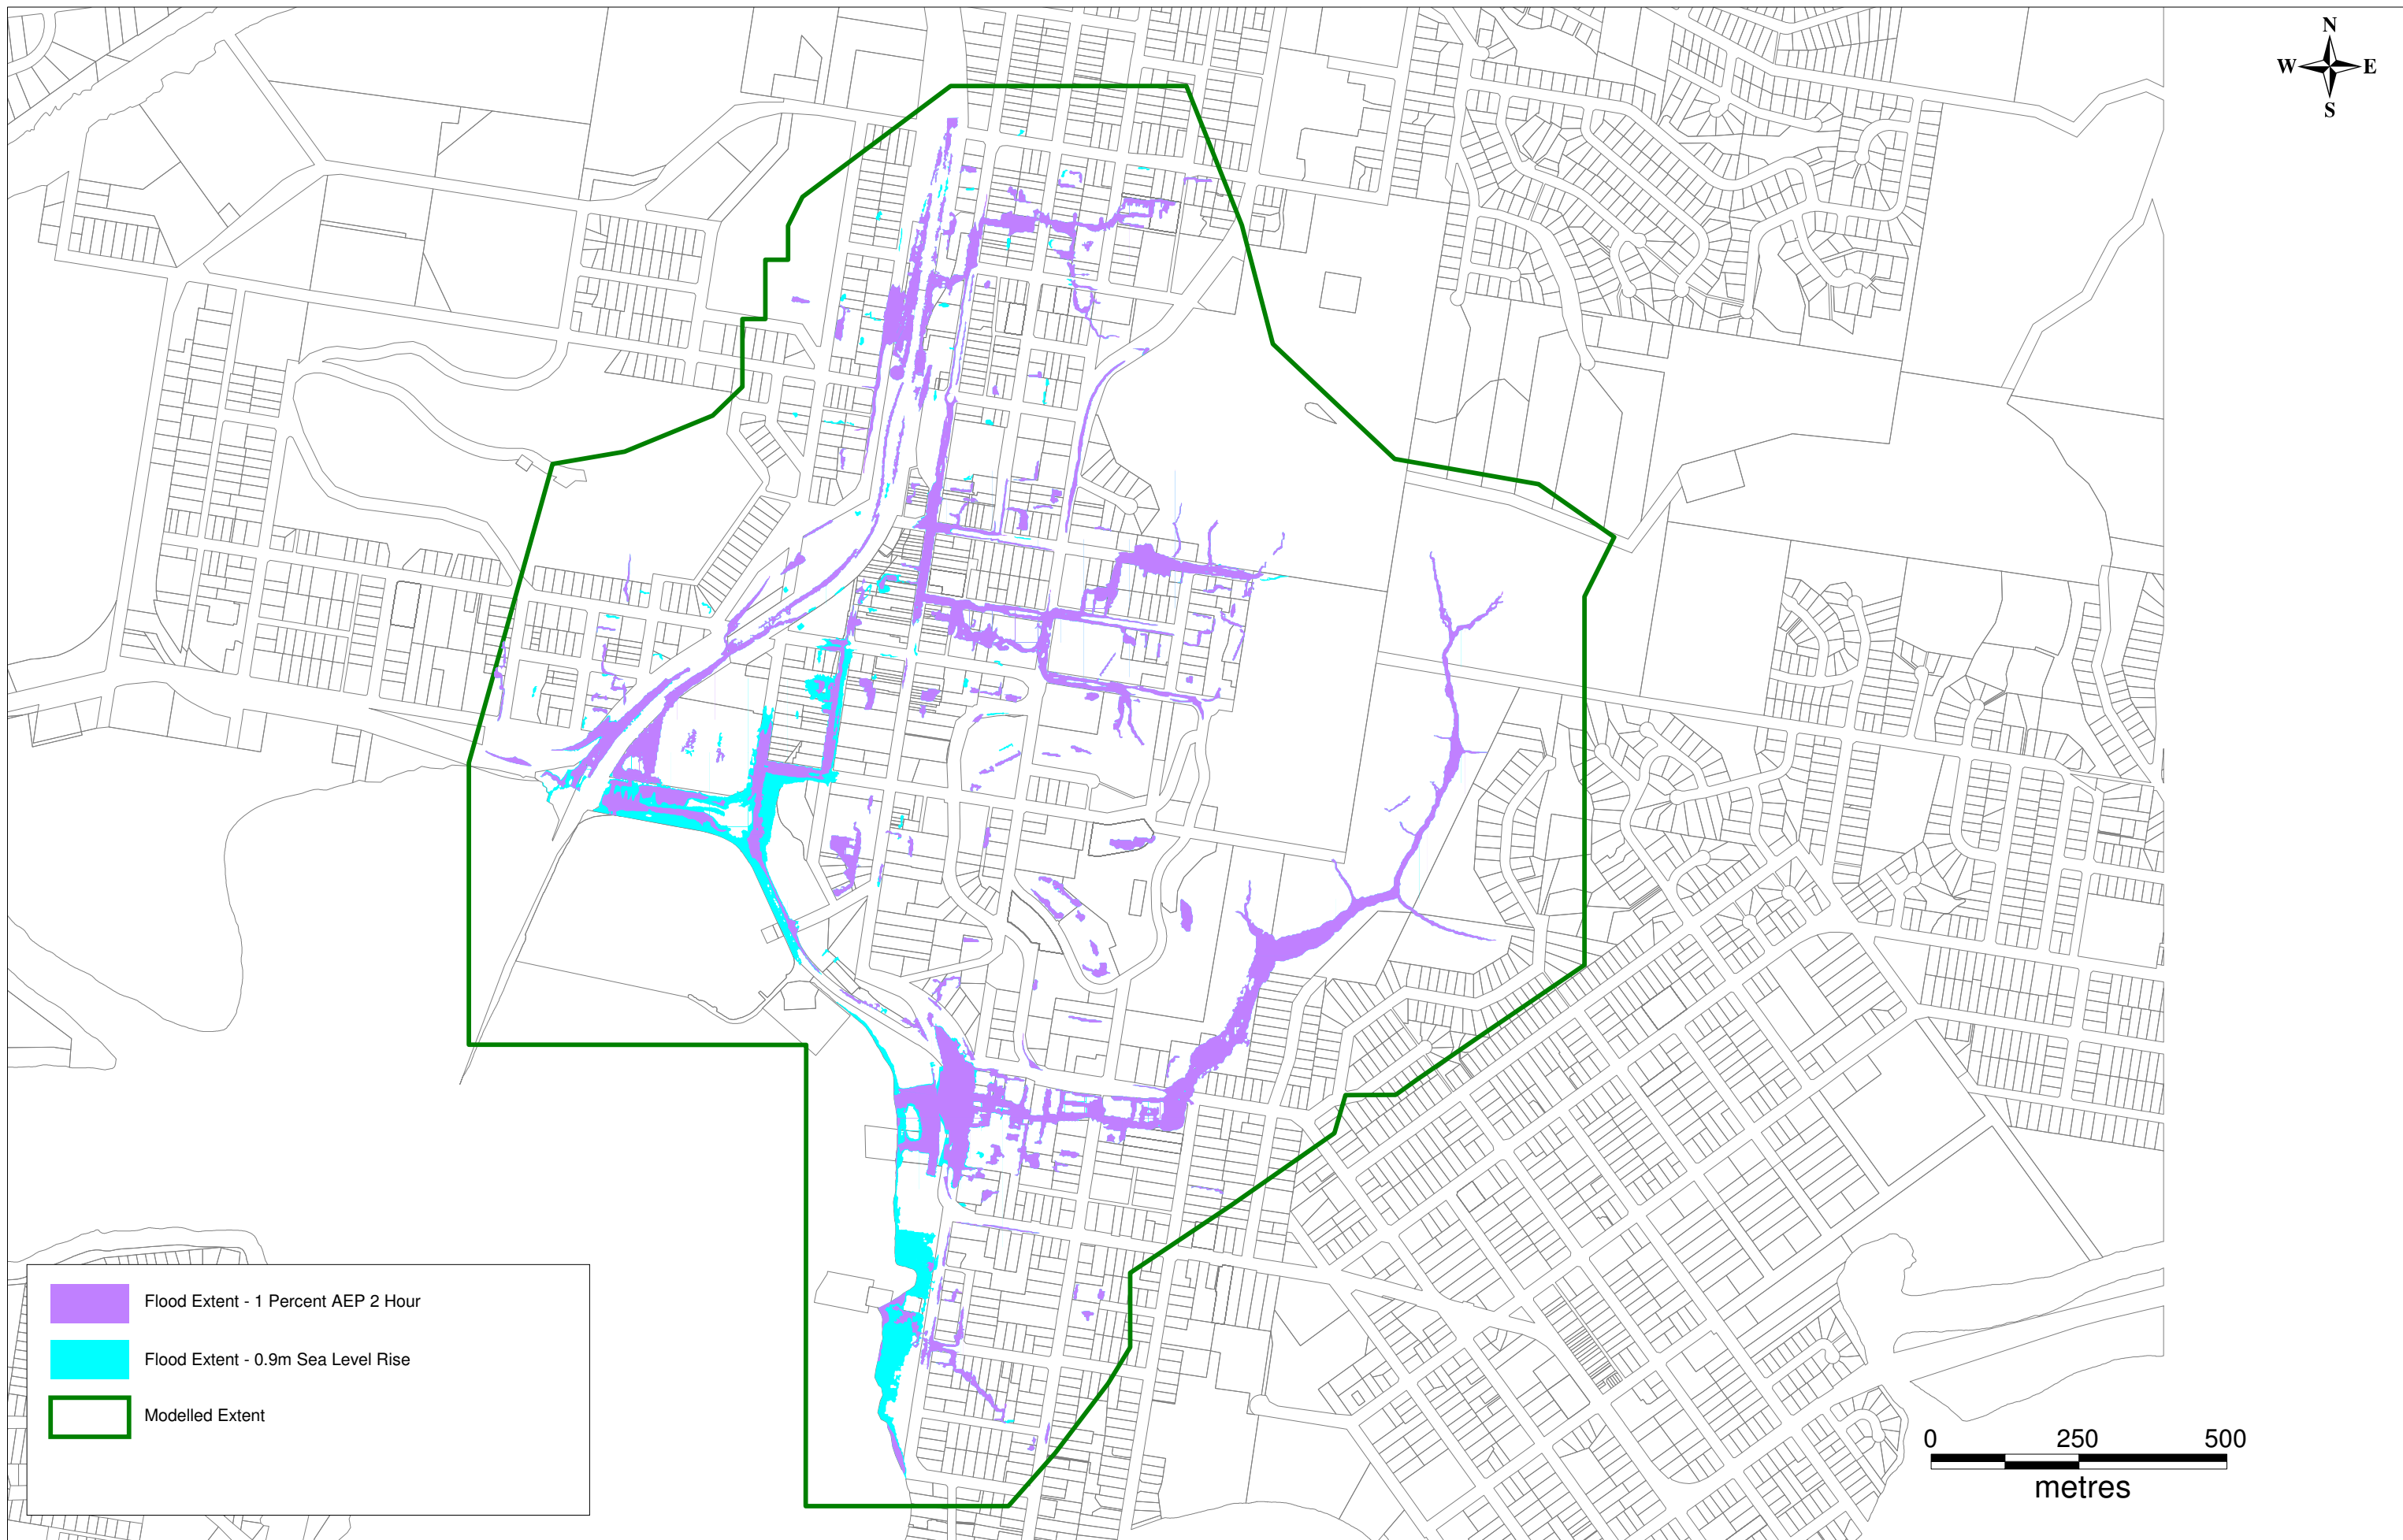 N
W E
S
Flood Extent - 1 Percent AEP 2 Hour
Flood Extent - 0.9m Sea Level Rise
Modelled Extent
0 250 500
metres